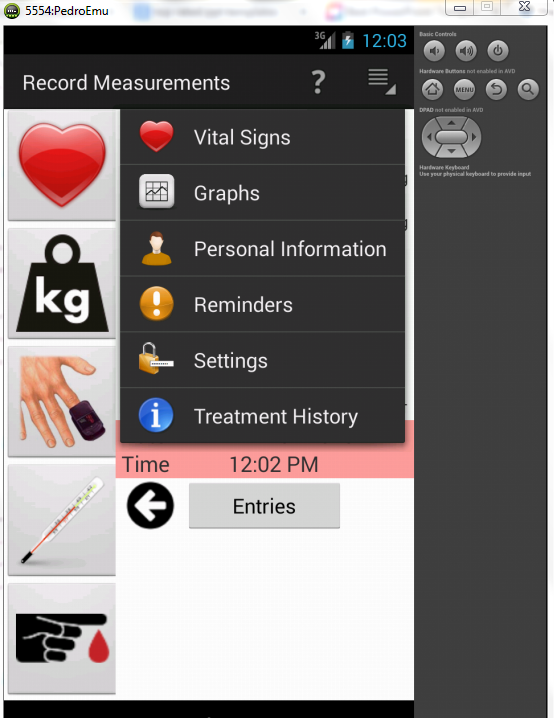 5554:PedroEmu
3G 12:03
Record Measurements ?
Vital Signs
Graphs
Personal Information
Reminders
Settings
Treatment History
kg
Time 12:02 PM
Entries
Basic Controls
Hardware Buttons not enabled in AVD
MENU
DPAD not enabled in AVD
Hardware Keyboard
Use your physical keyboard to provide input